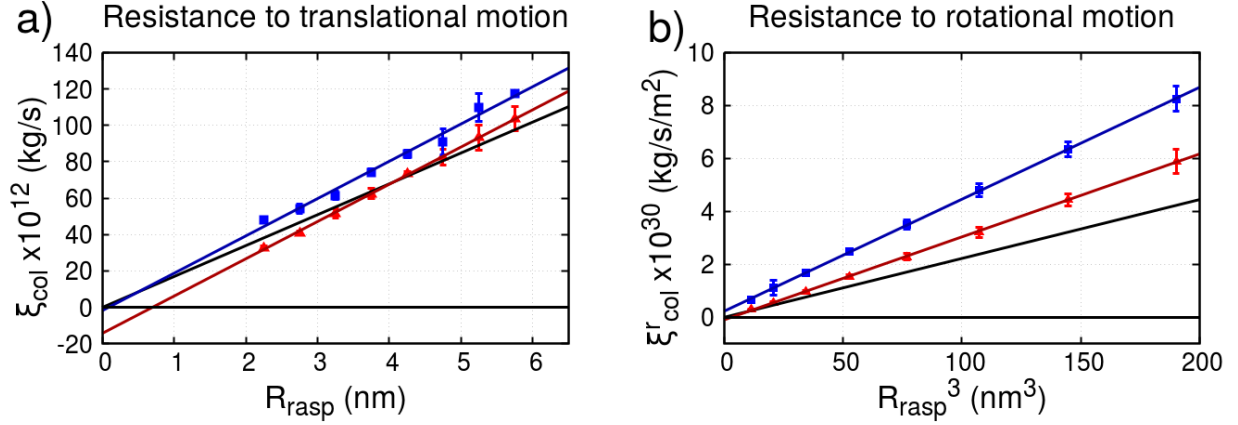 a) Resistance to translational motion
ξcol x10¹² (kg/s)
140
120
100
80
60
40
20
0
-20
0 1 2 3 4 5 6
Rrasp (nm)
b) Resistance to rotational motion
ξʳcol x10³⁰ (kg/s/m²)
10
8
6
4
2
0
0 50 100 150 200
Rrasp³ (nm³)